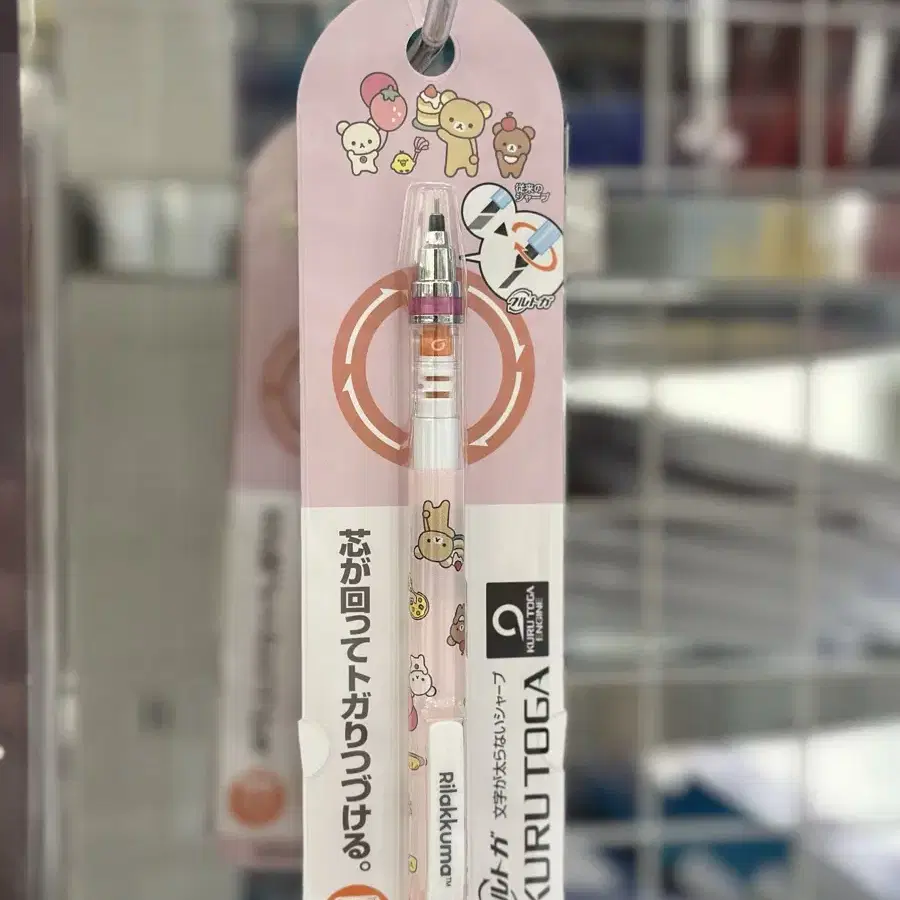 従来の
シャープ
クルトガ
芯が回ってトガりつづける。
KURU TOGA
ENGINE
文字が太らないシャープ
クルトガ
KURU TOGA
Rilakkuma™